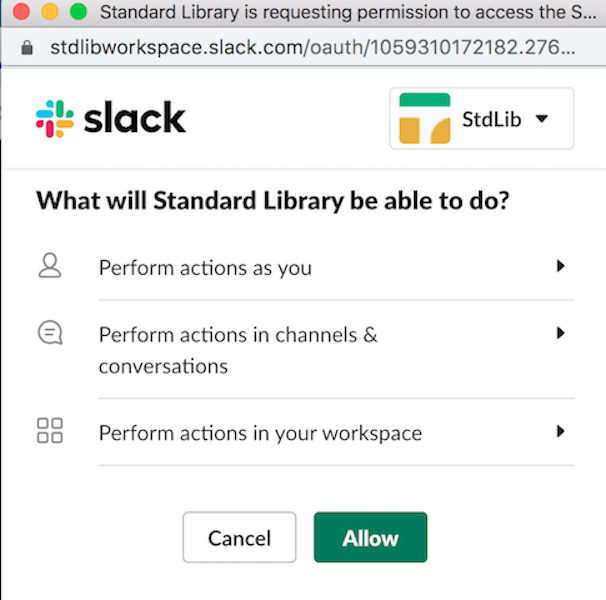 Standard Library is requesting permission to access the S...
stdlibworkspace.slack.com/oauth/1059310172182.276...
slack
StdLib
What will Standard Library be able to do?
Perform actions as you
Perform actions in channels &
conversations
Perform actions in your workspace
Cancel
Allow